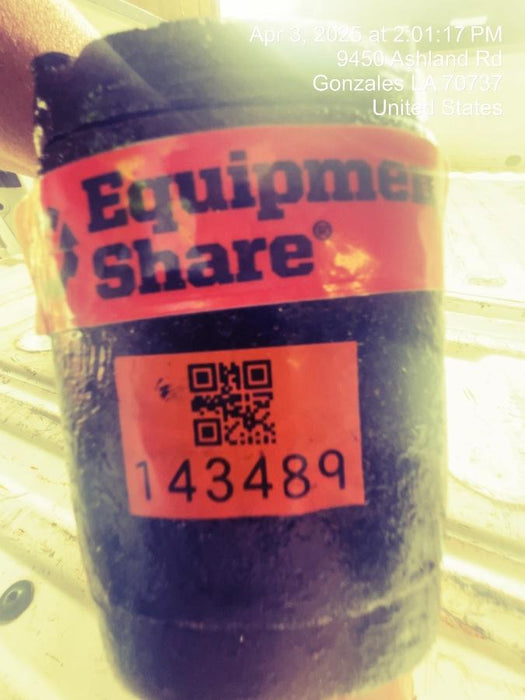 Apr 3, 2025 at 2:01:17 PM
9450 Ashland Rd
Gonzales LA 70737
United States
Equipmen
Share®
143489